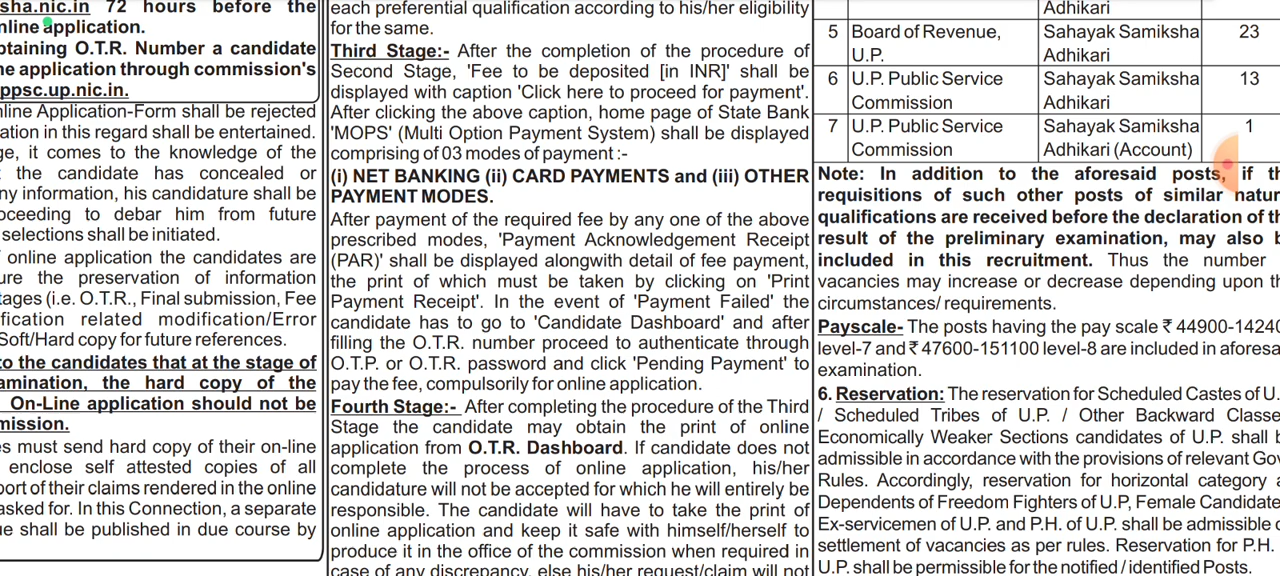 sha.nic.in 72 hours before the
nline application.
btaining O.T.R. Number a candidate
ne application through commission's
ppsc.up.nic.in.
nline Application-Form shall be rejected
ation in this regard shall be entertained.
ge, it comes to the knowledge of the
the candidate has concealed or
ny information, his candidature shall be
oceeding to debar him from future
selections shall be initiated.
online application the candidates are
ure the preservation of information
tages (i.e. O.T.R., Final submission, Fee
ification related modification/Error
Soft/Hard copy for future references.
to the candidates that at the stage of
amination, the hard copy of the
On-Line application should not be
mission.
es must send hard copy of their on-line
enclose self attested copies of all
port of their claims rendered in the online
asked for. In this Connection, a separate
ue shall be published in due course by
each preferential qualification according to his/her eligibility
for the same.
Third Stage:- After the completion of the procedure of
Second Stage, 'Fee to be deposited [in INR]' shall be
displayed with caption 'Click here to proceed for payment'.
After clicking the above caption, home page of State Bank
'MOPS' (Multi Option Payment System) shall be displayed
comprising of 03 modes of payment :-
(i) NET BANKING (ii) CARD PAYMENTS and (iii) OTHER
PAYMENT MODES.
After payment of the required fee by any one of the above
prescribed modes, 'Payment Acknowledgement Receipt
(PAR)' shall be displayed alongwith detail of fee payment,
the print of which must be taken by clicking on 'Print
Payment Receipt'. In the event of 'Payment Failed' the
candidate has to go to 'Candidate Dashboard' and after
filling the O.T.R. number proceed to authenticate through
O.T.P. or O.T.R. password and click 'Pending Payment' to
pay the fee, compulsorily for online application.
Fourth Stage:- After completing the procedure of the Third
Stage the candidate may obtain the print of online
application from O.T.R. Dashboard. If candidate does not
complete the process of online application, his/her
candidature will not be accepted for which he will entirely be
responsible. The candidate will have to take the print of
online application and keep it safe with himself/herself to
produce it in the office of the commission when required in
case of any discrepancy, else his/her request/claim will not
Adhikari
5 Board of Revenue, Sahayak Samiksha 23
U.P. Adhikari
6 U.P. Public Service Sahayak Samiksha 13
Commission Adhikari
7 U.P. Public Service Sahayak Samiksha 1
Commission Adhikari (Account)
Note: In addition to the aforesaid posts, if th
requisitions of such other posts of similar natur
qualifications are received before the declaration of th
result of the preliminary examination, may also b
included in this recruitment. Thus the number
vacancies may increase or decrease depending upon th
circumstances/ requirements.
Payscale- The posts having the pay scale ₹ 44900-14240
level-7 and ₹ 47600-151100 level-8 are included in aforesa
examination.
6. Reservation: The reservation for Scheduled Castes of U.
/ Scheduled Tribes of U.P. / Other Backward Classe
Economically Weaker Sections candidates of U.P. shall b
admissible in accordance with the provisions of relevant Gov
Rules. Accordingly, reservation for horizontal category a
Dependents of Freedom Fighters of U.P, Female Candidate
Ex-servicemen of U.P. and P.H. of U.P. shall be admissible o
settlement of vacancies as per rules. Reservation for P.H.
U.P. shall be permissible for the notified / identified Posts.